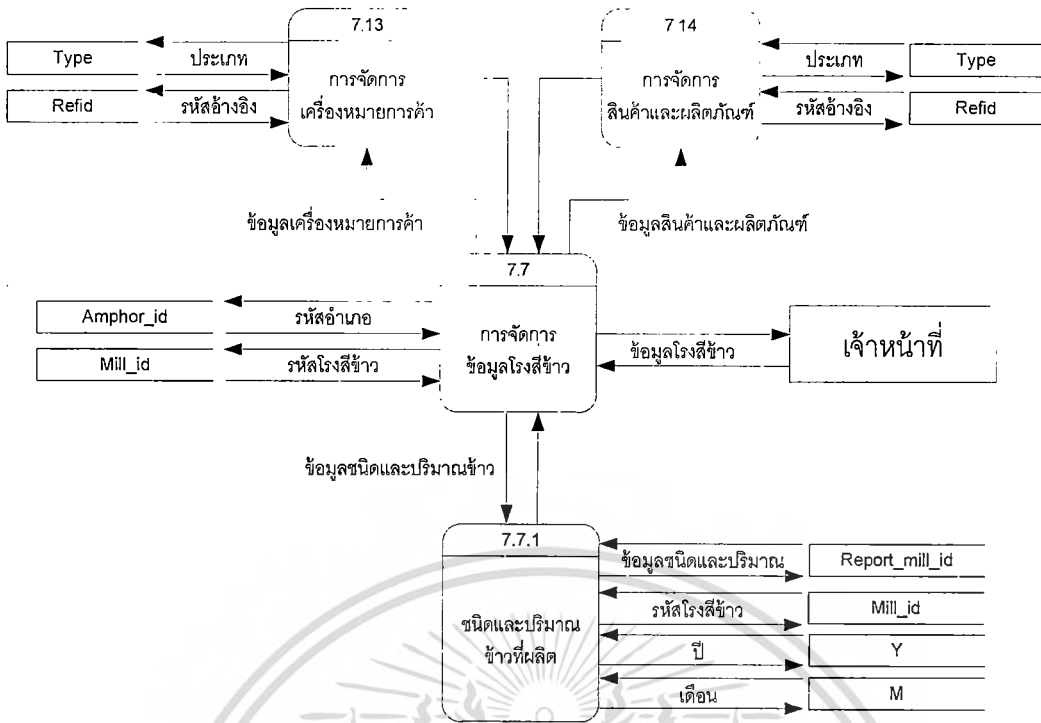 7.13
การจัดการ
เครื่องหมายการค้า
Type
ประเภท
Refid
รหัสอ้างอิง
7 14
การจัดการ
สินค้าและผลิตภัณฑ์
ประเภท
Type
รหัสอ้างอิง
Refid
ข้อมูลเครื่องหมายการค้า
ข้อมูลสินค้าและผลิตภัณฑ์
7.7
การจัดการ
ข้อมูลโรงสีข้าว
Amphor_id
รหัสอำเภอ
Mill_id
รหัสโรงสีข้าว
ข้อมูลโรงสีข้าว
เจ้าหน้าที่
ข้อมูลชนิดและปริมาณข้าว
7.7.1
ชนิดและปริมาณ
ข้าวที่ผลิต
ข้อมูลชนิดและปริมาณ
Report_mill_id
รหัสโรงสีข้าว
Mill_id
ปี
Y
เดือน
M